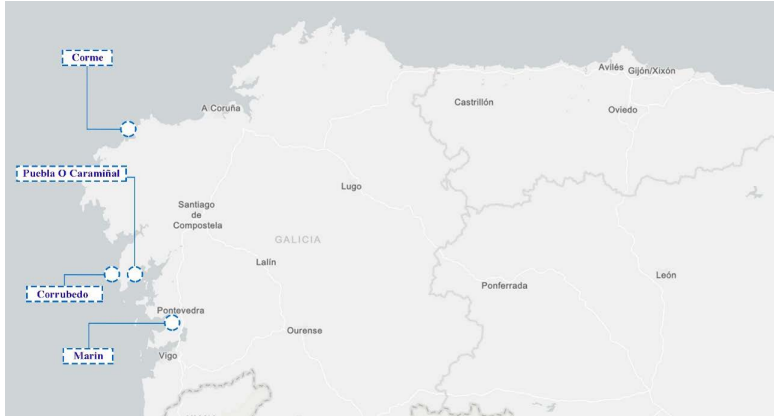 Corme
Avilés
Gijón/Xixón
Castrillón
A Coruña
Oviedo
Puebla O Caramiñal
Lugo
Santiago
de
Compostela
GALICIA
Lalín
León
Ponferrada
Corrubedo
Pontevedra
Ourense
Marin
Vigo